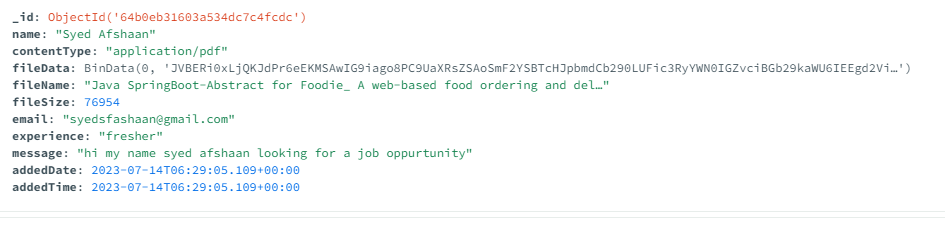 _id: ObjectId('64b0eb31603a534dc7c4fcdc')
name: "Syed Afshaan"
contentType: "application/pdf"
fileData: BinData(0, 'JVBERi0xLjQKJdPr6eEKMSAwIG9iago8PC9UaXRsZSAoSmF2YSBTcHJpbmdCb290LUFic3RyYWN0IGZvciBGb29kaWU6IEEgd2Vi…')
fileName: "Java SpringBoot-Abstract for Foodie_ A web-based food ordering and del…"
fileSize: 76954
email: "syedsfashaan@gmail.com"
experience: "fresher"
message: "hi my name syed afshaan looking for a job oppurtunity"
addedDate: 2023-07-14T06:29:05.109+00:00
addedTime: 2023-07-14T06:29:05.109+00:00